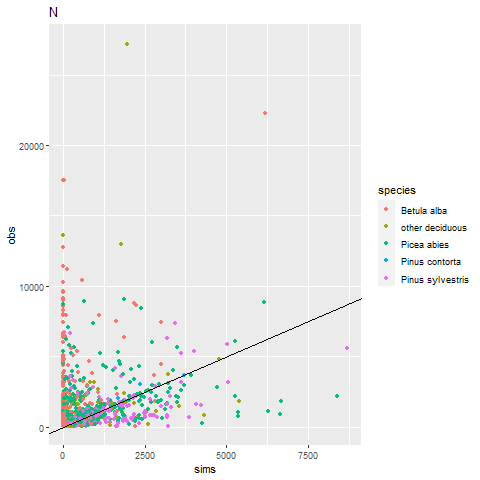 N
20000
10000
0
obs
0
2500
5000
7500
sims
species
Betula alba
other deciduous
Picea abies
Pinus contorta
Pinus sylvestris